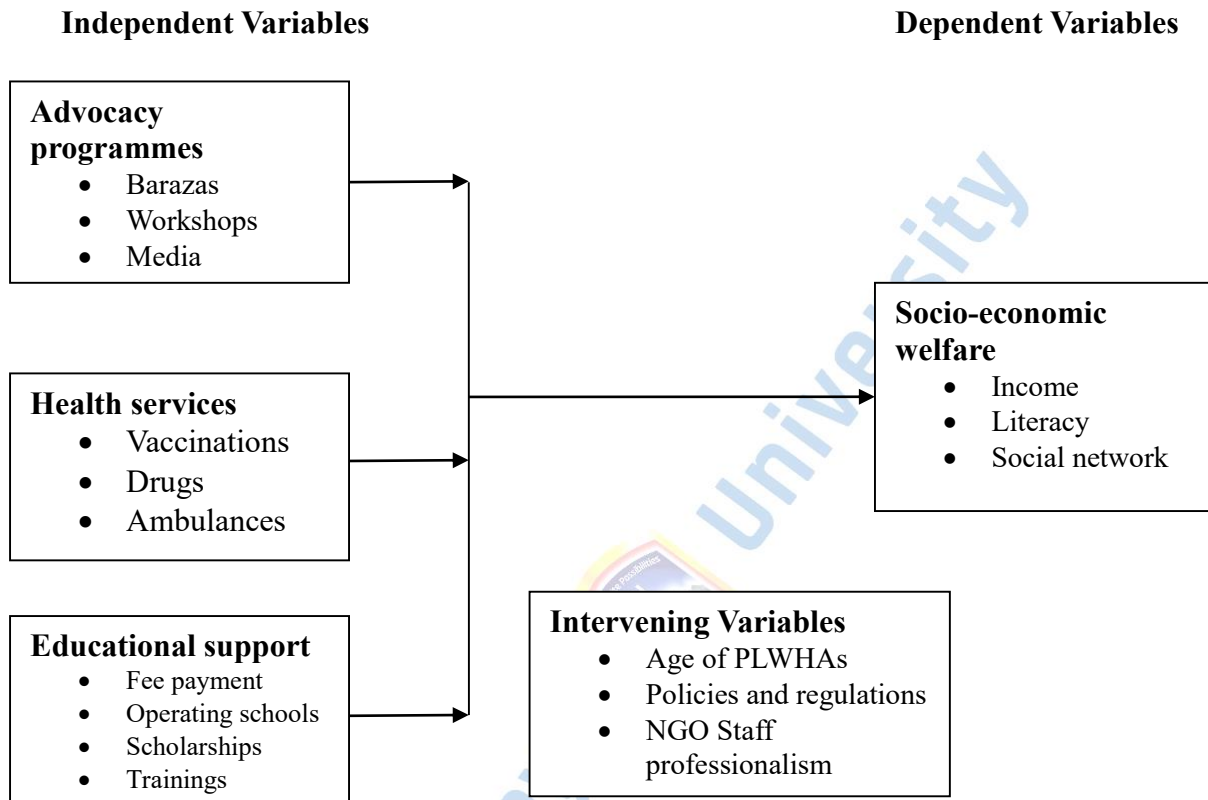 Independent Variables
Dependent Variables
Advocacy
programmes
• Barazas
• Workshops
• Media
Health services
• Vaccinations
• Drugs
• Ambulances
Educational support
• Fee payment
• Operating schools
• Scholarships
• Trainings
Socio-economic
welfare
• Income
• Literacy
• Social network
Intervening Variables
• Age of PLWHAs
• Policies and regulations
• NGO Staff
professionalism
University
Possibilities